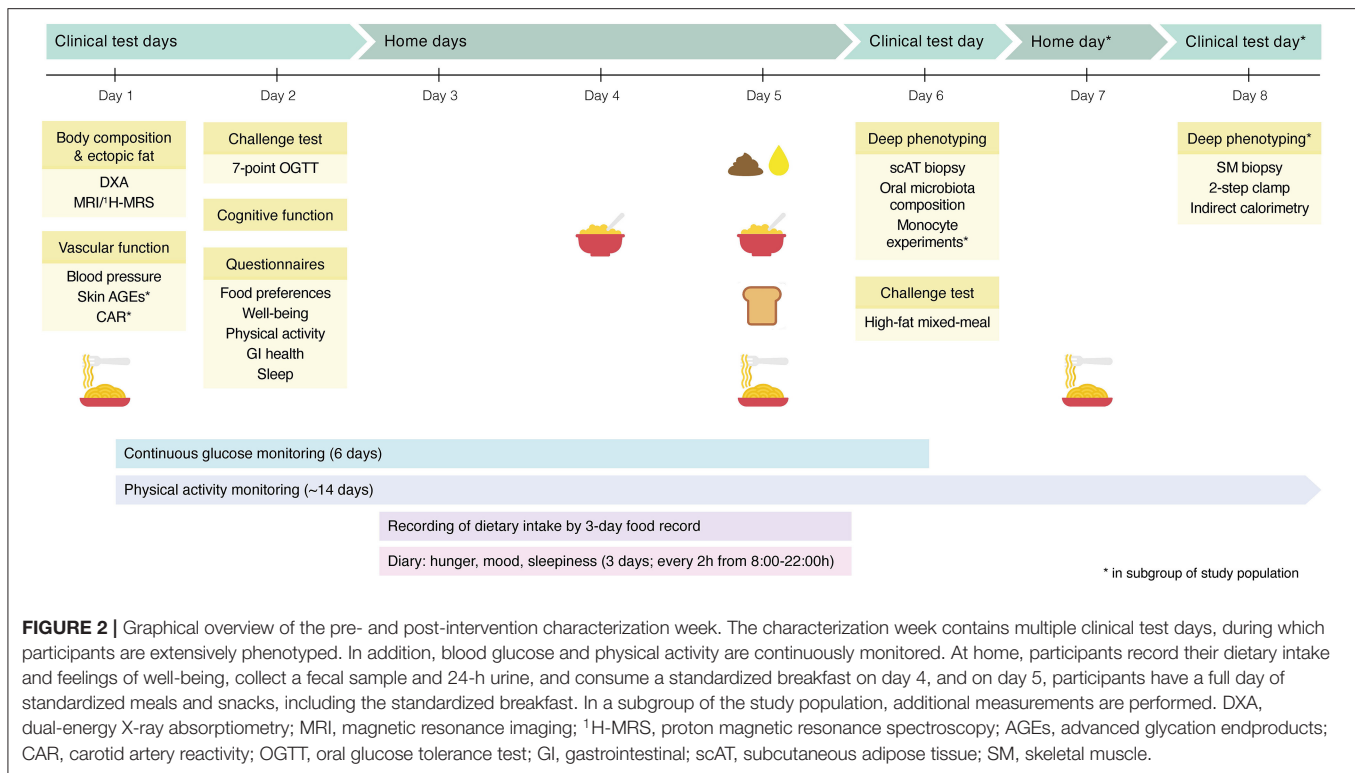 Clinical test days
Home days
Clinical test day
Home day*
Clinical test day*
Day 1
Day 2
Day 3
Day 4
Day 5
Day 6
Day 7
Day 8
Body composition
& ectopic fat
DXA
MRI/¹H-MRS
Vascular function
Blood pressure
Skin AGEs*
CAR*
Challenge test
7-point OGTT
Cognitive function
Questionnaires
Food preferences
Well-being
Physical activity
GI health
Sleep
Deep phenotyping
scAT biopsy
Oral microbiota
composition
Monocyte
experiments*
Challenge test
High-fat mixed-meal
Deep phenotyping*
SM biopsy
2-step clamp
Indirect calorimetry
Continuous glucose monitoring (6 days)
Physical activity monitoring (~14 days)
Recording of dietary intake by 3-day food record
Diary: hunger, mood, sleepiness (3 days; every 2h from 8:00-22:00h)
* in subgroup of study population
FIGURE 2 | Graphical overview of the pre- and post-intervention characterization week. The characterization week contains multiple clinical test days, during which
participants are extensively phenotyped. In addition, blood glucose and physical activity are continuously monitored. At home, participants record their dietary intake
and feelings of well-being, collect a fecal sample and 24-h urine, and consume a standardized breakfast on day 4, and on day 5, participants have a full day of
standardized meals and snacks, including the standardized breakfast. In a subgroup of the study population, additional measurements are performed. DXA,
dual-energy X-ray absorptiometry; MRI, magnetic resonance imaging; ¹H-MRS, proton magnetic resonance spectroscopy; AGEs, advanced glycation endproducts;
CAR, carotid artery reactivity; OGTT, oral glucose tolerance test; GI, gastrointestinal; scAT, subcutaneous adipose tissue; SM, skeletal muscle.